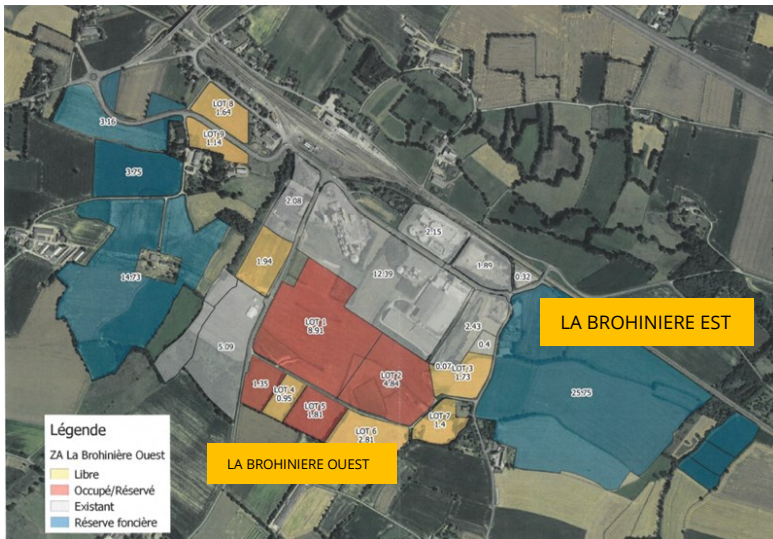 LOT 8
1.64
3.16
LOT 9
1.14
3.75
2.08
2.15
1.89
0.32
1.94
12.39
14.73
LA BROHINIERE EST
LOT 1
8.91
2.43
0.4
5.09
0.07
LOT 3
1.73
LOT 2
4.84
1.35
LOT 4
0.95
LOT 5
1.81
25.75
LOT 7
1.4
LOT 6
2.81
LA BROHINIERE OUEST
Légende
ZA La Brohinière Ouest
Libre
Occupé/Réservé
Existant
Réserve foncière